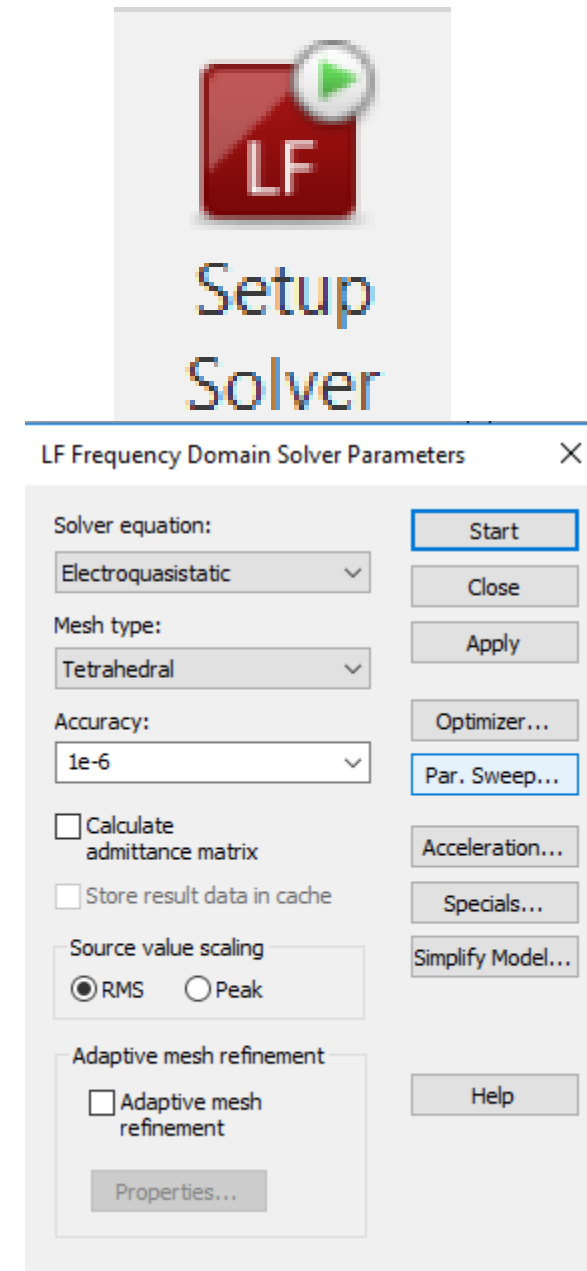 LF
Setup
Solver
LF Frequency Domain Solver Parameters
Solver equation:
Electroquasistatic
Mesh type:
Tetrahedral
Accuracy:
1e-6
Calculate
admittance matrix
Store result data in cache
Source value scaling
RMS Peak
Adaptive mesh refinement
Adaptive mesh
refinement
Properties...
Start
Close
Apply
Optimizer...
Par. Sweep...
Acceleration...
Specials...
Simplify Model...
Help